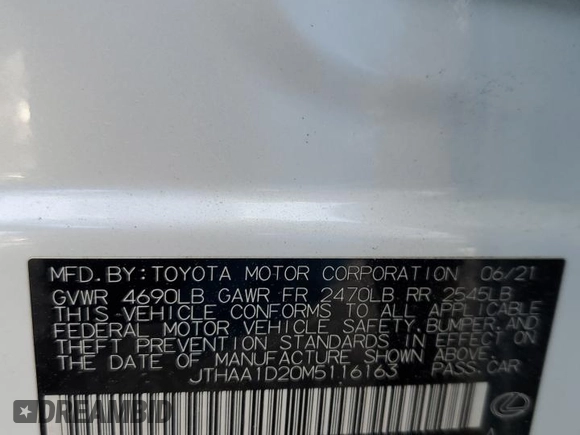 MFD. BY: TOYOTA MOTOR CORPORATION 06/21
GVWR 4690LB GAWR FR 2470LB RR 2545LB
THIS VEHICLE CONFORMS TO ALL APPLICABLE
FEDERAL MOTOR VEHICLE SAFETY, BUMPER, AND
THEFT PREVENTION STANDARDS IN EFFECT ON
THE DATE OF MANUFACTURE SHOWN ABOVE.
JTHAA1D20M5116163 PASS. CAR
DREAMBID